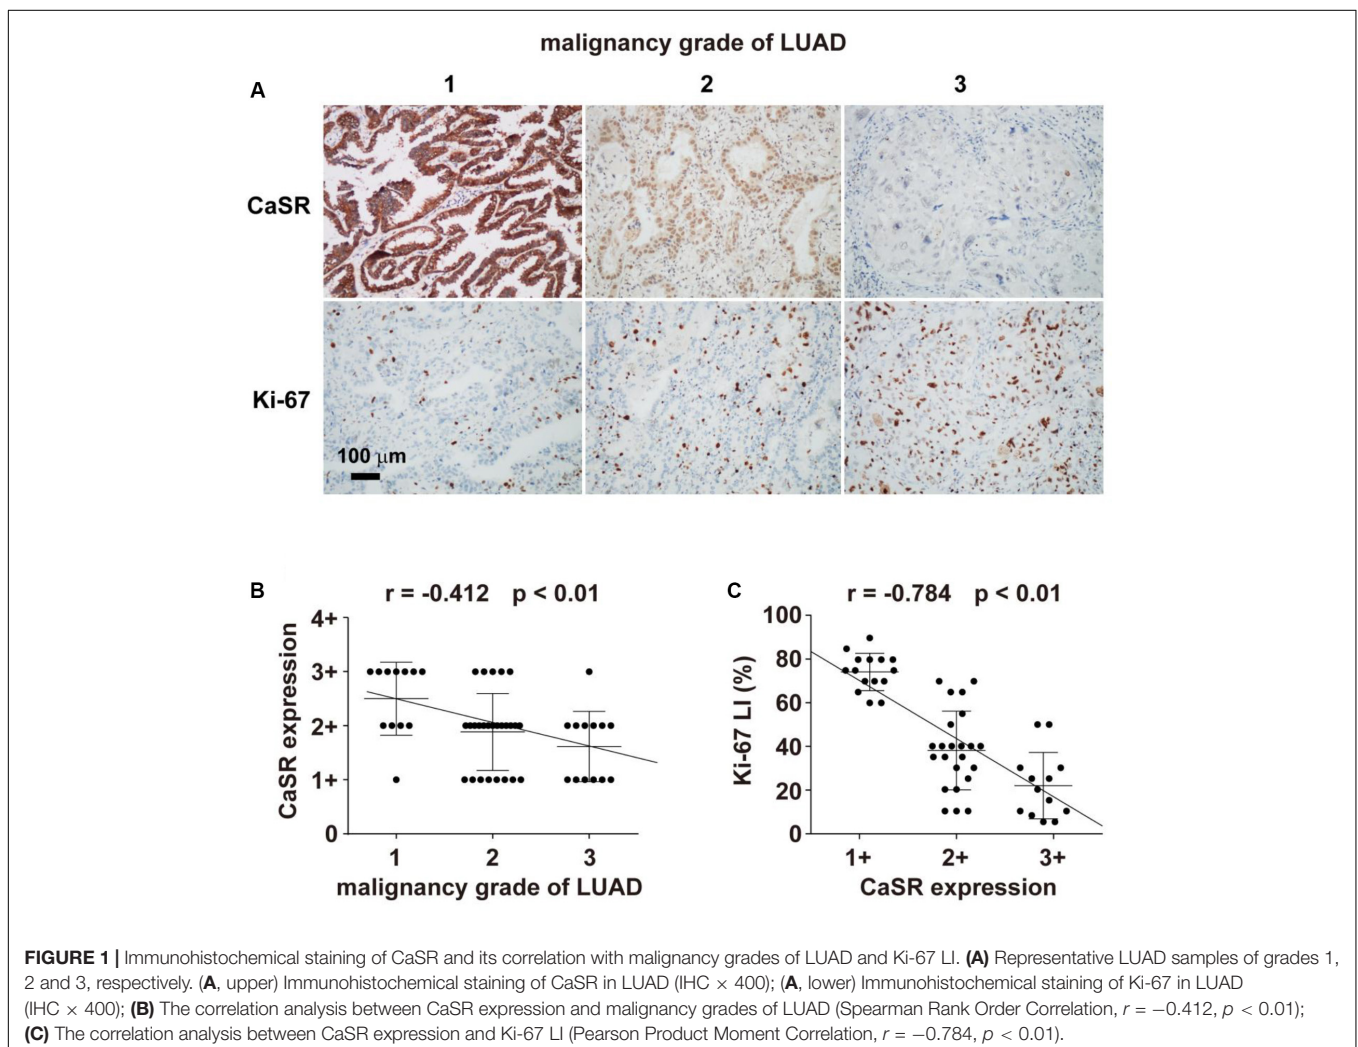 malignancy grade of LUAD
A
1 2 3
CaSR
Ki-67
100 μm
B
r = -0.412 p < 0.01
4+
3+
2+
1+
0
CaSR expression
1 2 3
malignancy grade of LUAD
C
r = -0.784 p < 0.01
100
80
60
40
20
0
Ki-67 LI (%)
1+ 2+ 3+
CaSR expression
FIGURE 1 | Immunohistochemical staining of CaSR and its correlation with malignancy grades of LUAD and Ki-67 LI. (A) Representative LUAD samples of grades 1,
2 and 3, respectively. (A, upper) Immunohistochemical staining of CaSR in LUAD (IHC × 400); (A, lower) Immunohistochemical staining of Ki-67 in LUAD
(IHC × 400); (B) The correlation analysis between CaSR expression and malignancy grades of LUAD (Spearman Rank Order Correlation, r = −0.412, p < 0.01);
(C) The correlation analysis between CaSR expression and Ki-67 LI (Pearson Product Moment Correlation, r = −0.784, p < 0.01).